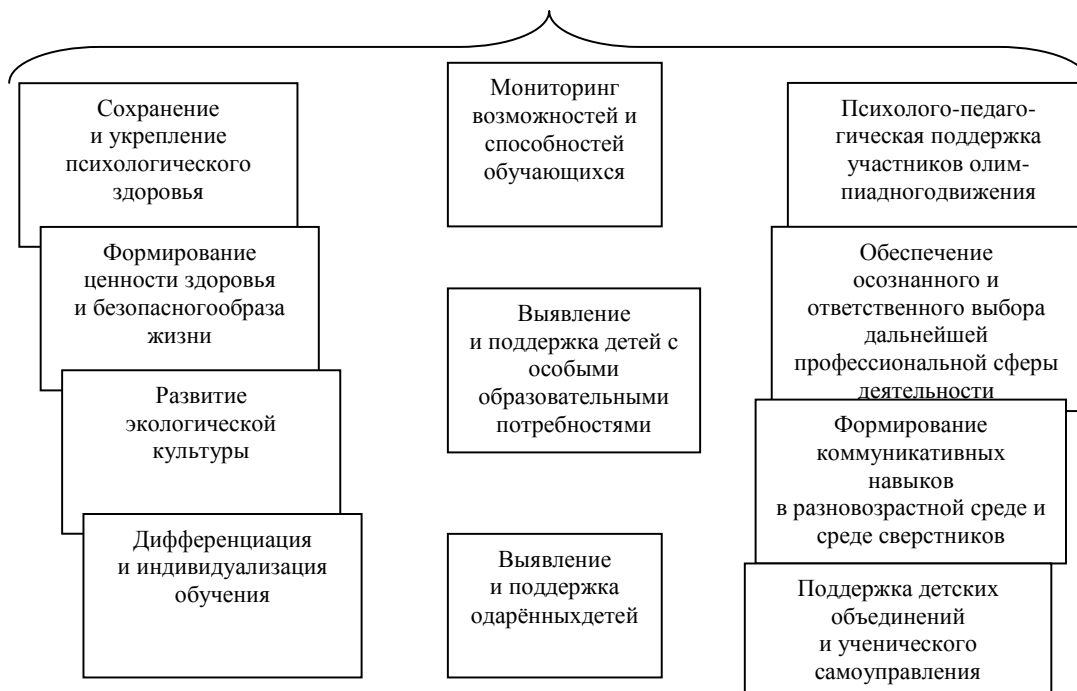 Сохранение
и укрепление
психологического
здоровья
Формирование
ценности здоровья
и безопасногообраза
жизни
Развитие
экологической
культуры
Дифференциация
и индивидуализация
обучения
Мониторинг
возможностей и
способностей
обучающихся
Выявление
и поддержка детей с
особыми
образовательными
потребностями
Выявление
и поддержка
одарённыхдетей
Психолого-педаго-
гическая поддержка
участников олим-
пиадногодвижения
Обеспечение
осознанного и
ответственного выбора
дальнейшей
профессиональной сферы
деятельности
Формирование
коммуникативных
навыков
в разновозрастной среде и
среде сверстников
Поддержка детских
объединений
и ученического
самоуправления